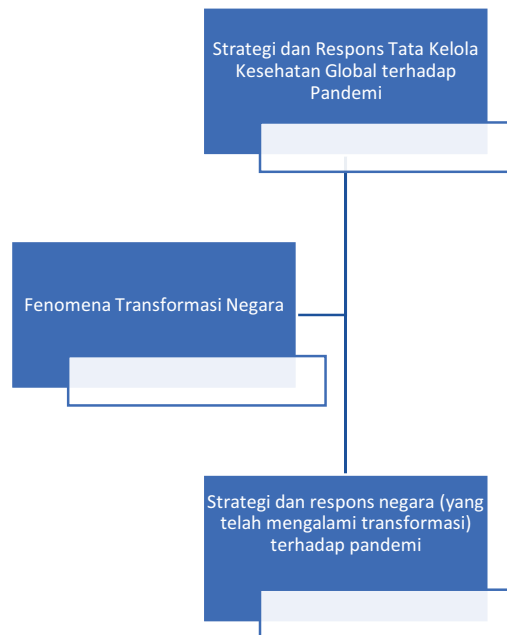 Strategi dan Respons Tata Kelola
Kesehatan Global terhadap
Pandemi
Fenomena Transformasi Negara
Strategi dan respons negara (yang
telah mengalami transformasi)
terhadap pandemi